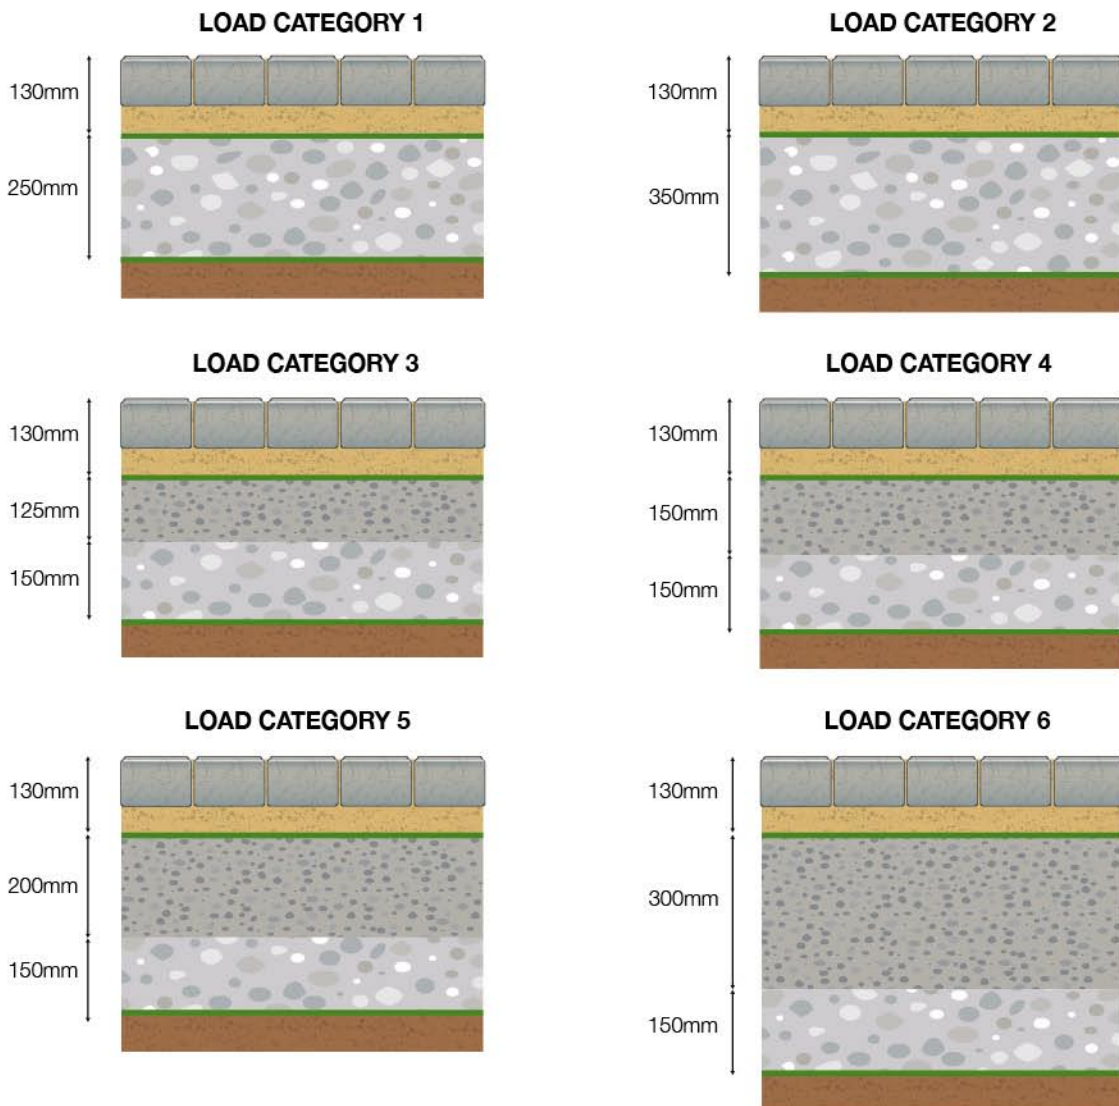 LOAD CATEGORY 1
130mm
250mm
LOAD CATEGORY 2
130mm
350mm
LOAD CATEGORY 3
130mm
125mm
150mm
LOAD CATEGORY 4
130mm
150mm
150mm
LOAD CATEGORY 5
130mm
200mm
150mm
LOAD CATEGORY 6
130mm
300mm
150mm